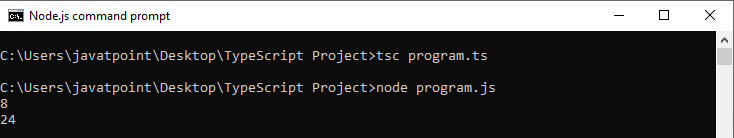 Node.js command prompt
C:\Users\javatpoint\Desktop\TypeScript Project>tsc program.ts
C:\Users\javatpoint\Desktop\TypeScript Project>node program.js
8
24